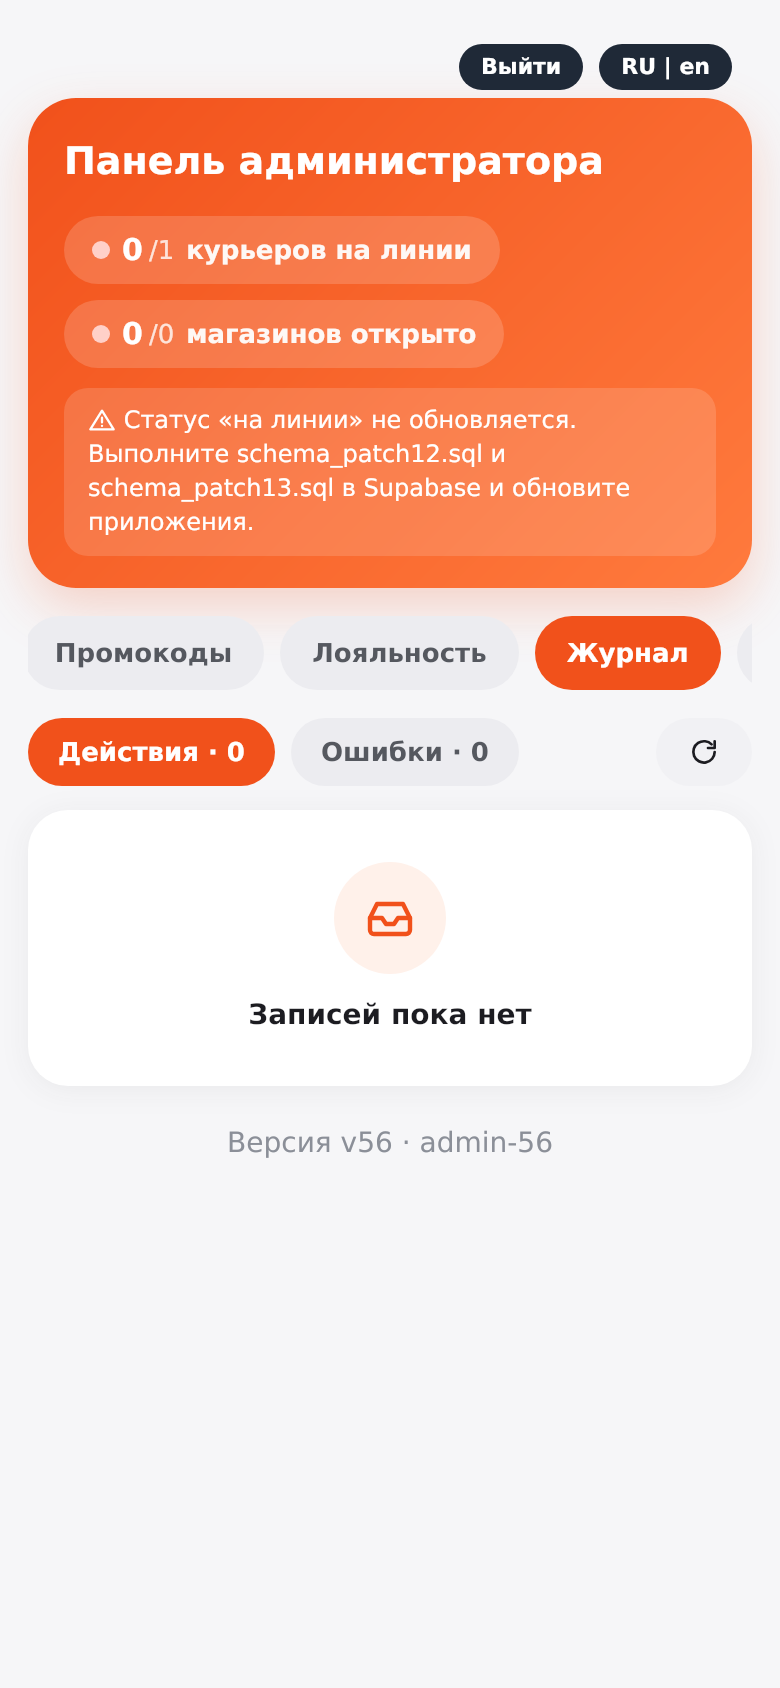 Выйти RU | en
Панель администратора
0 /1 курьеров на линии
0 /0 магазинов открыто
Статус «на линии» не обновляется.
Выполните schema_patch12.sql и
schema_patch13.sql в Supabase и обновите
приложения.
Промокоды Лояльность Журнал
Действия · 0 Ошибки · 0
Записей пока нет
Версия v56 · admin-56